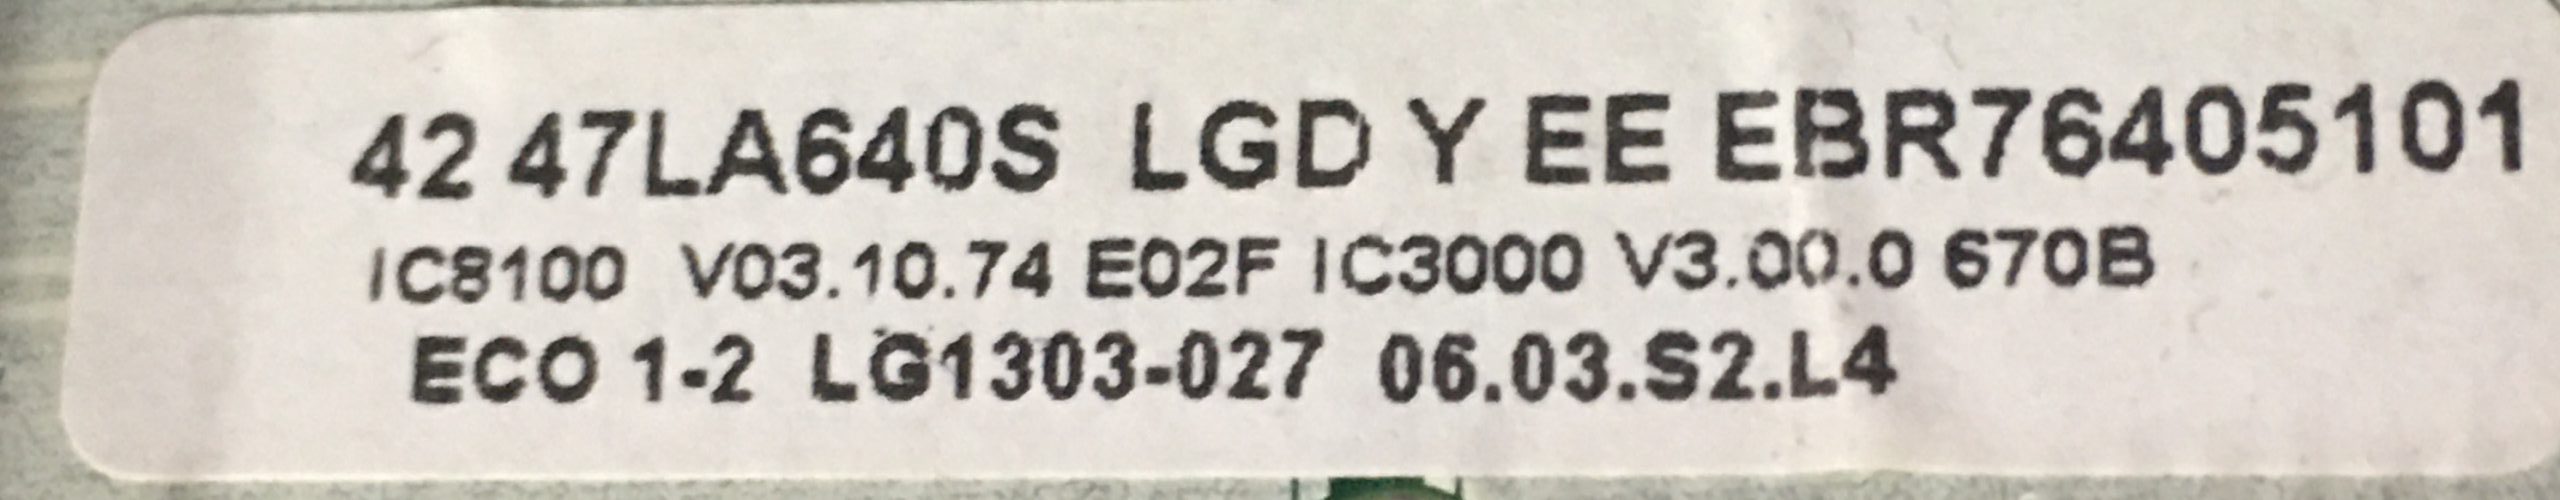 42 47LA640S LGD Y EE EBR76405101
IC8100 V03.10.74 E02F IC3000 V3.00.0 670B
ECO 1-2 LG1303-027 06.03.S2.L4